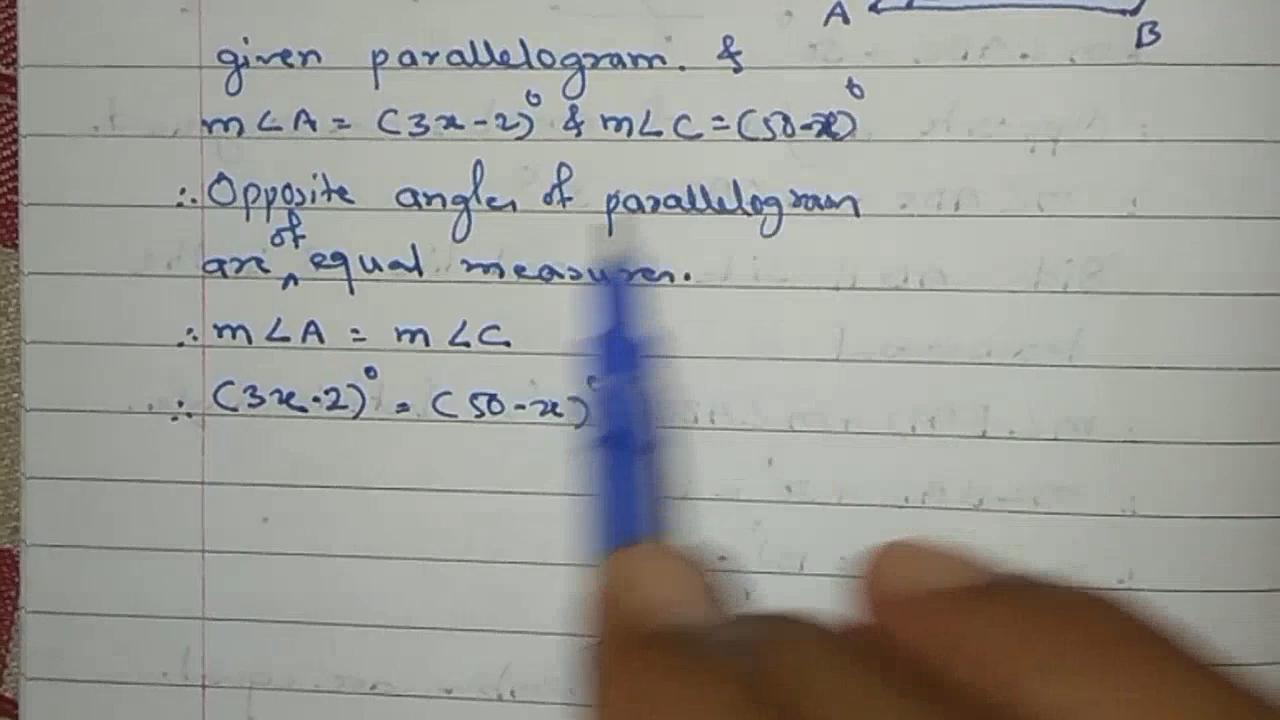 A
B
given parallelogram. &
m∠A = (3x-2)° & m∠C = (50-x)°
∴ Opposite angles of parallelogram
are of equal measures.
∴ m∠A = m∠C
∴ (3x-2)° = (50-x)°